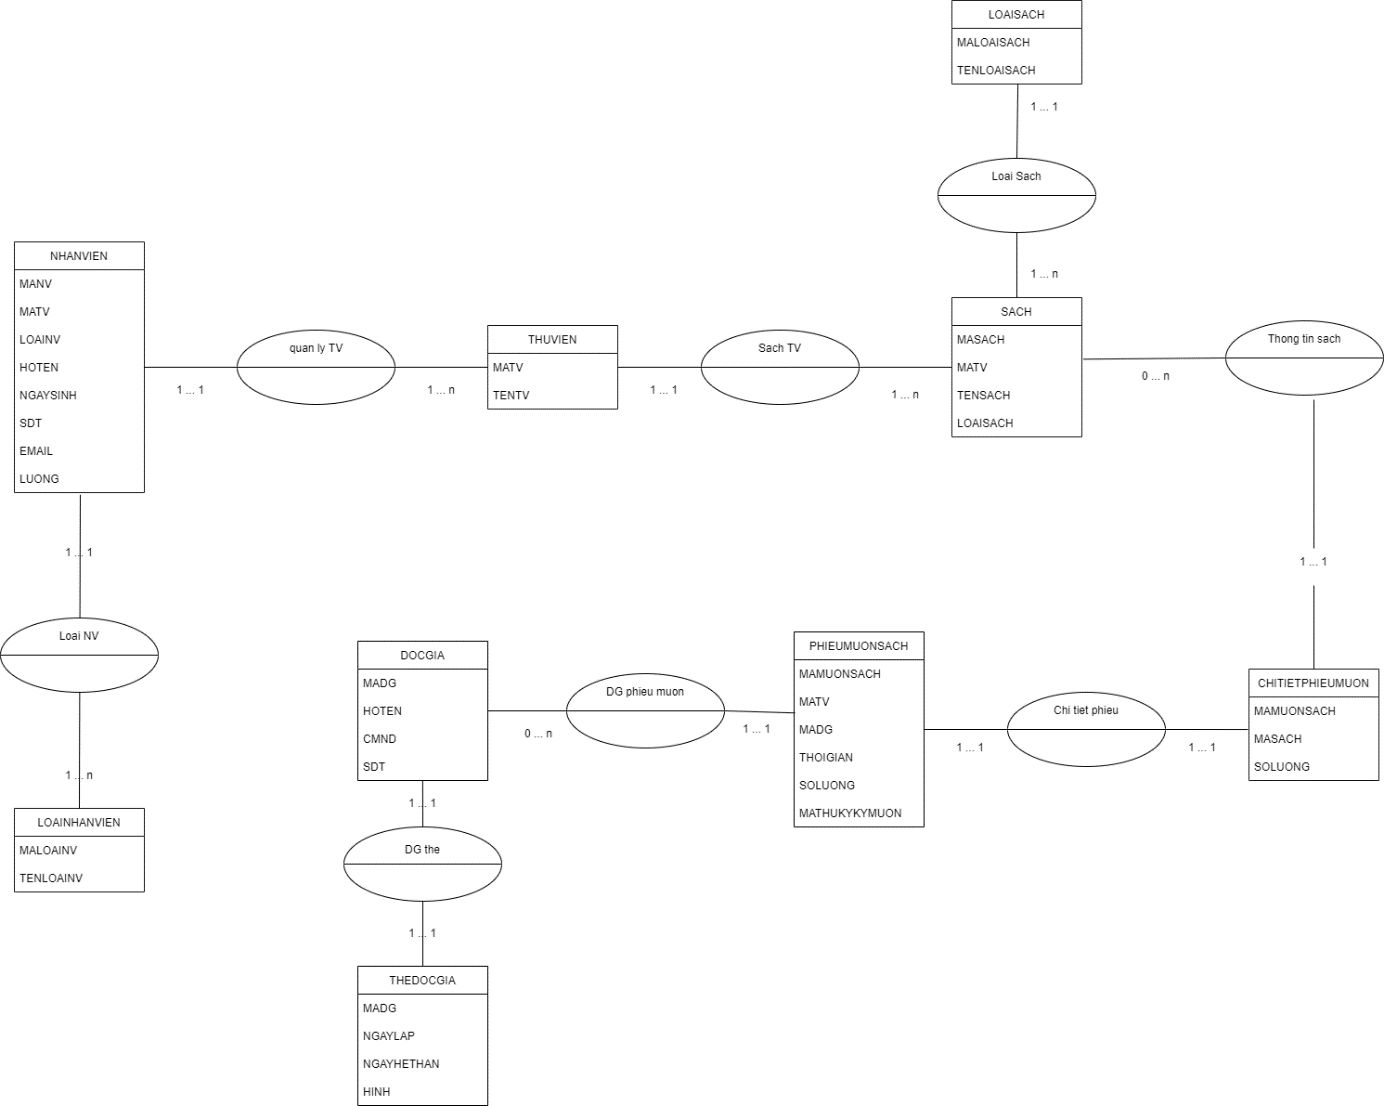 LOAISACH
MALOAISACH
TENLOAISACH
1 ... 1
Loai Sach
1 ... n
NHANVIEN
MANV
MATV
LOAINV
HOTEN
NGAYSINH
SDT
EMAIL
LUONG
1 ... 1
quan ly TV
1 ... n
THUVIEN
MATV
TENTV
1 ... 1
Sach TV
1 ... n
SACH
MASACH
MATV
TENSACH
LOAISACH
0 ... n
Thong tin sach
1 ... 1
1 ... 1
Loai NV
1 ... n
LOAINHANVIEN
MALOAINV
TENLOAINV
DOCGIA
MADG
HOTEN
CMND
SDT
0 ... n
DG phieu muon
1 ... 1
PHIEUMUONSACH
MAMUONSACH
MATV
MADG
THOIGIAN
SOLUONG
MATHUKYKYMUON
1 ... 1
Chi tiet phieu
1 ... 1
CHITIETPHIEUMUON
MAMUONSACH
MASACH
SOLUONG
1 ... 1
DG the
1 ... 1
THEDOCGIA
MADG
NGAYLAP
NGAYHETHAN
HINH